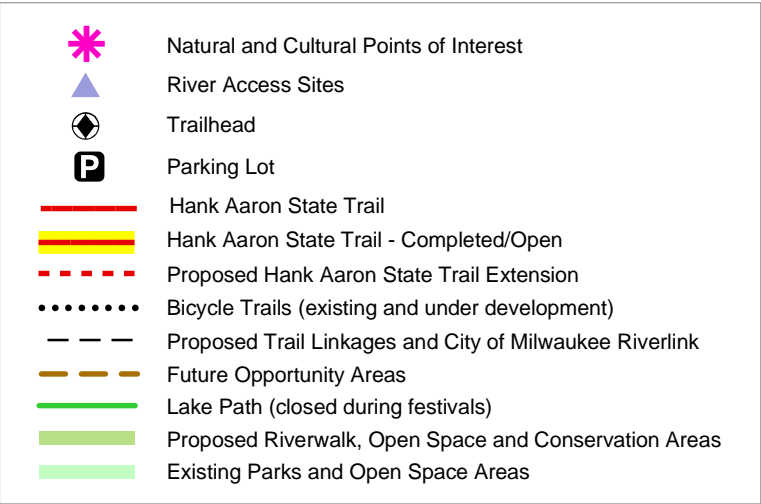 Natural and Cultural Points of Interest
River Access Sites
Trailhead
P Parking Lot
Hank Aaron State Trail
Hank Aaron State Trail - Completed/Open
Proposed Hank Aaron State Trail Extension
Bicycle Trails (existing and under development)
Proposed Trail Linkages and City of Milwaukee Riverlink
Future Opportunity Areas
Lake Path (closed during festivals)
Proposed Riverwalk, Open Space and Conservation Areas
Existing Parks and Open Space Areas